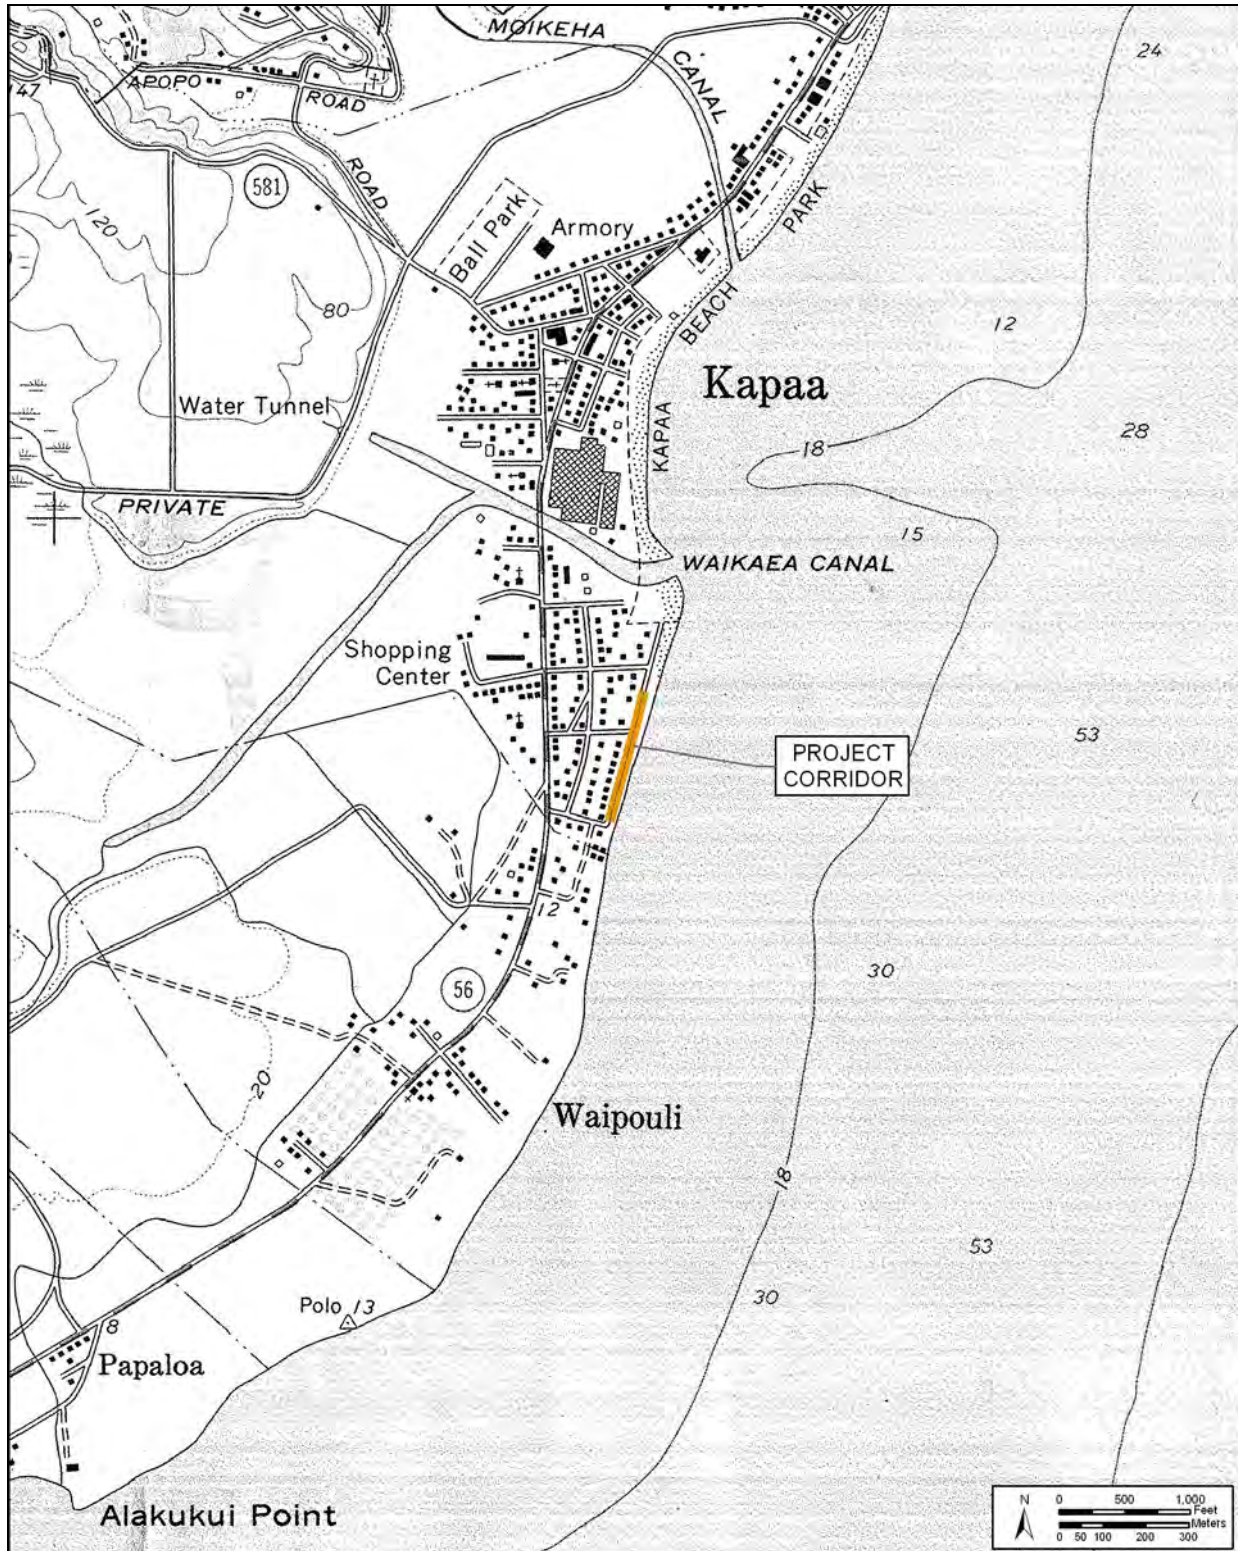 MOIKEHA
CANAL
24
147
APOPO
ROAD
ROAD
581
120
Ball Park
Armory
PARK
80
BEACH
12
Kapaa
Water Tunnel
KAPAA
28
18
PRIVATE
15
WAIKAEA CANAL
Shopping
Center
PROJECT
CORRIDOR
53
12
30
56
20
Waipouli
18
53
30
Polo 13
8
Papaloa
Alakukui Point
N
0 500 1,000
Feet
Meters
0 50 100 200 300